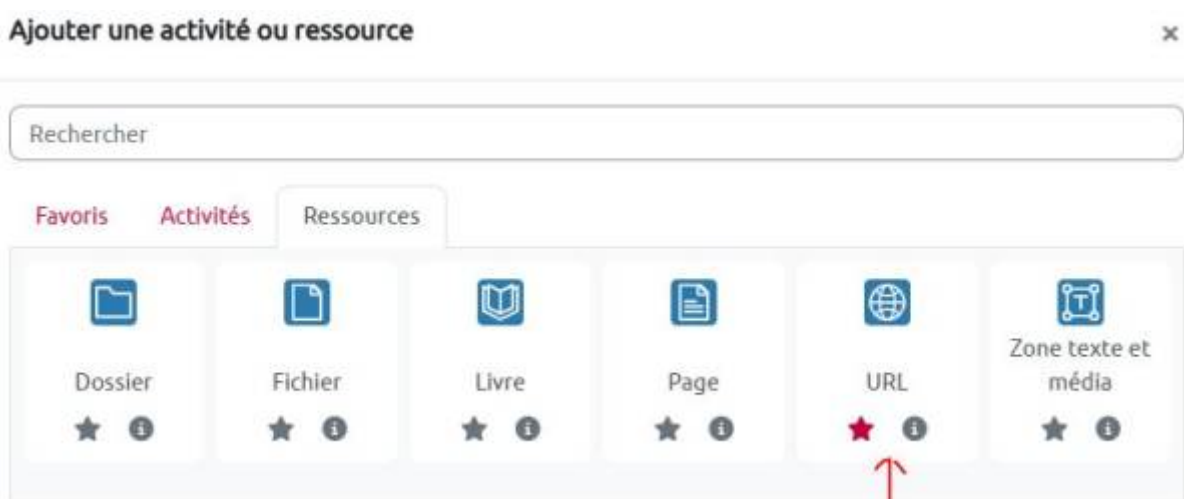 Ajouter une activité ou ressource
×
Rechercher
Favoris Activités Ressources
Dossier Fichier Livre Page URL Zone texte et
média